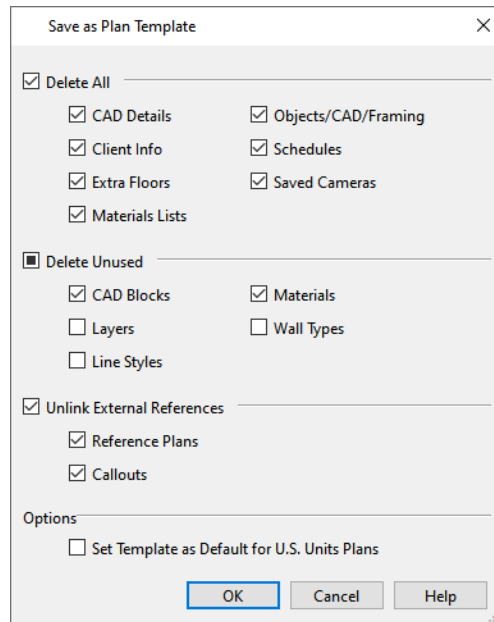 Save as Plan Template
Delete All
CAD Details Objects/CAD/Framing
Client Info Schedules
Extra Floors Saved Cameras
Materials Lists
Delete Unused
CAD Blocks Materials
Layers Wall Types
Line Styles
Unlink External References
Reference Plans
Callouts
Options
Set Template as Default for U.S. Units Plans
OK Cancel Help